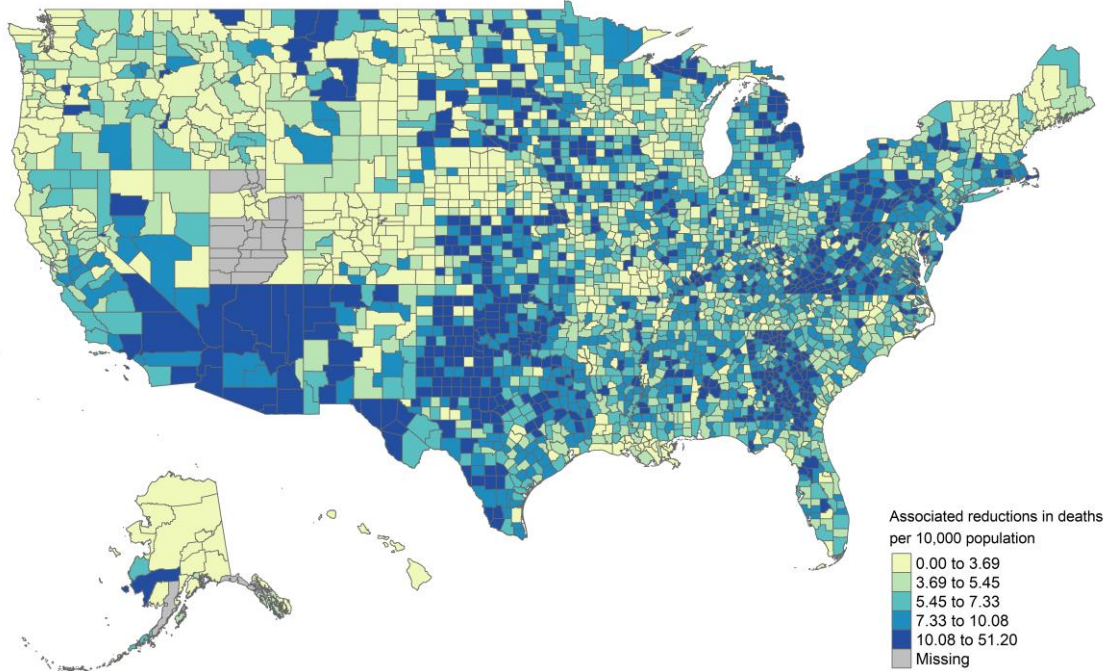 Associated reductions in deaths
per 10,000 population
0.00 to 3.69
3.69 to 5.45
5.45 to 7.33
7.33 to 10.08
10.08 to 51.20
Missing